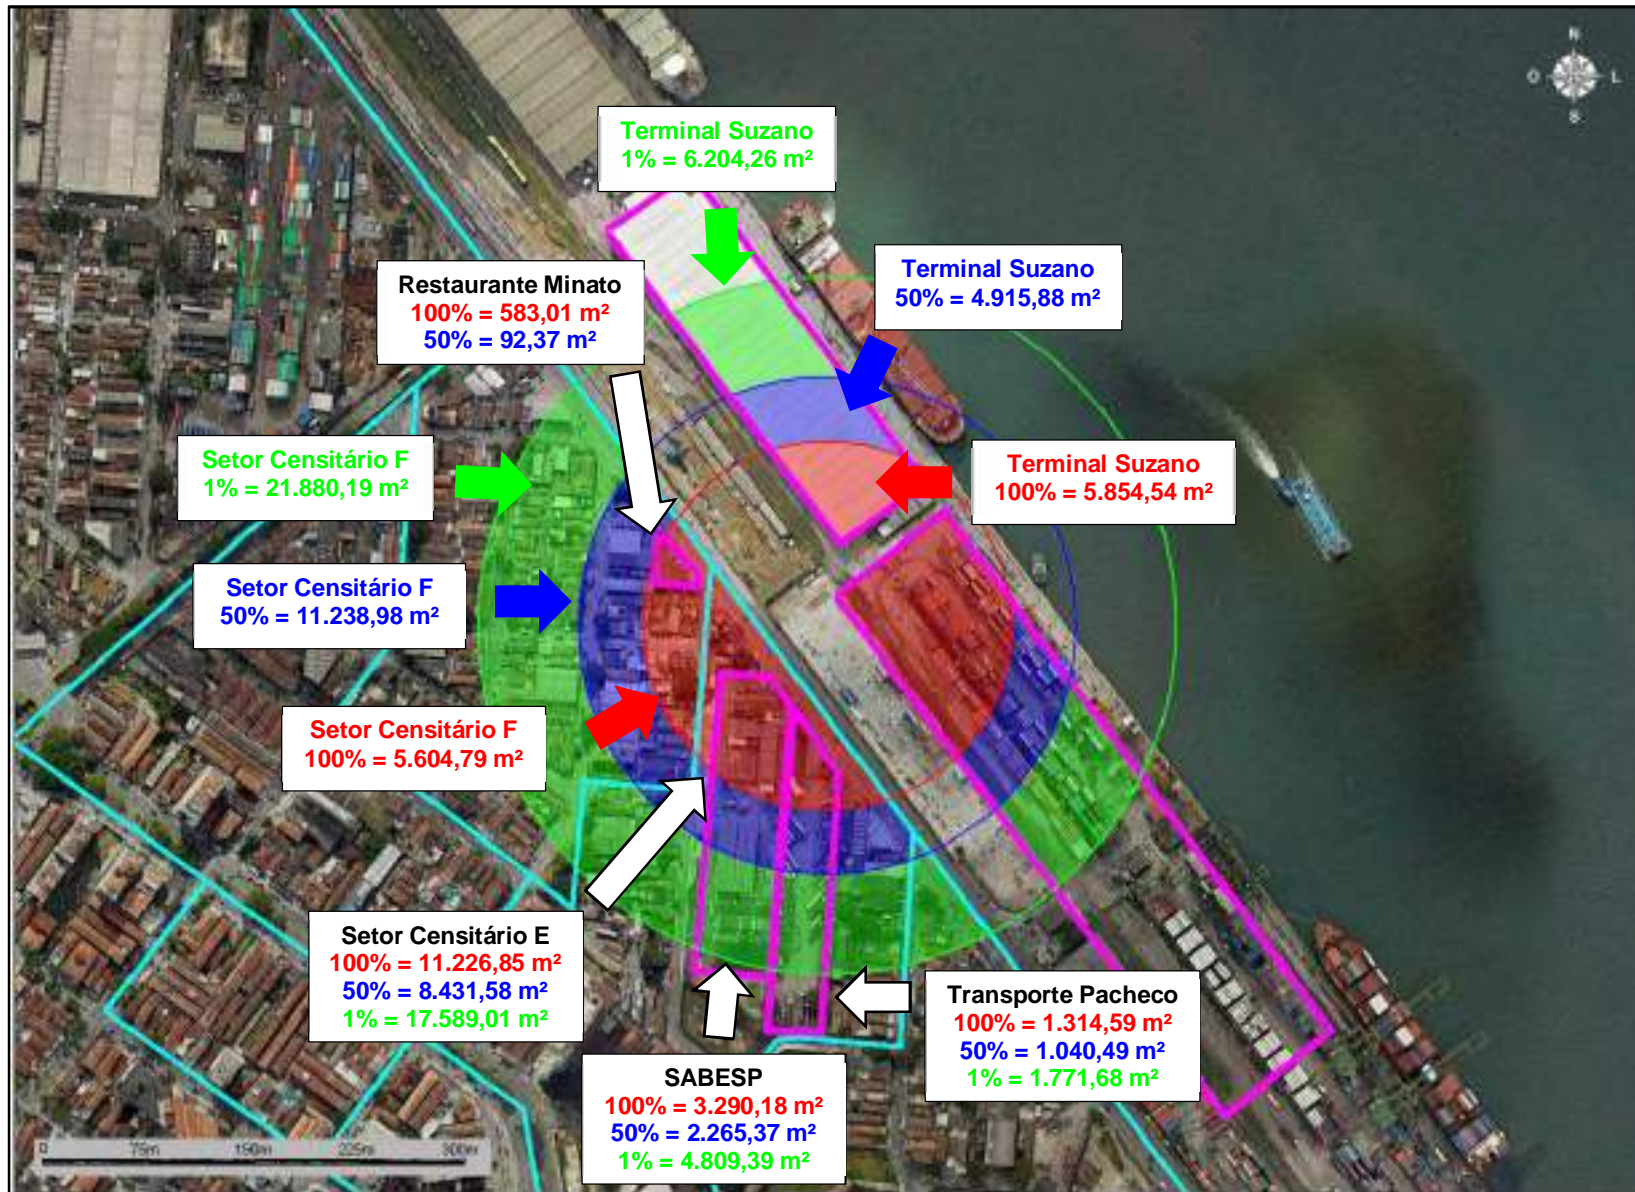 N
O
L
S
Terminal Suzano
1% = 6.204,26 m²
Restaurante Minato
100% = 583,01 m²
50% = 92,37 m²
Terminal Suzano
50% = 4.915,88 m²
Setor Censitário F
1% = 21.880,19 m²
Terminal Suzano
100% = 5.854,54 m²
Setor Censitário F
50% = 11.238,98 m²
Setor Censitário F
100% = 5.604,79 m²
Setor Censitário E
100% = 11.226,85 m²
50% = 8.431,58 m²
1% = 17.589,01 m²
Transporte Pacheco
100% = 1.314,59 m²
50% = 1.040,49 m²
1% = 1.771,68 m²
SABESP
100% = 3.290,18 m²
50% = 2.265,37 m²
1% = 4.809,39 m²
0 75m 190m 225m 300m